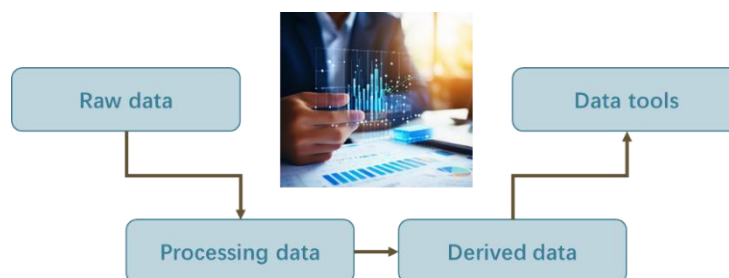 Raw data
Data tools
Processing data
Derived data